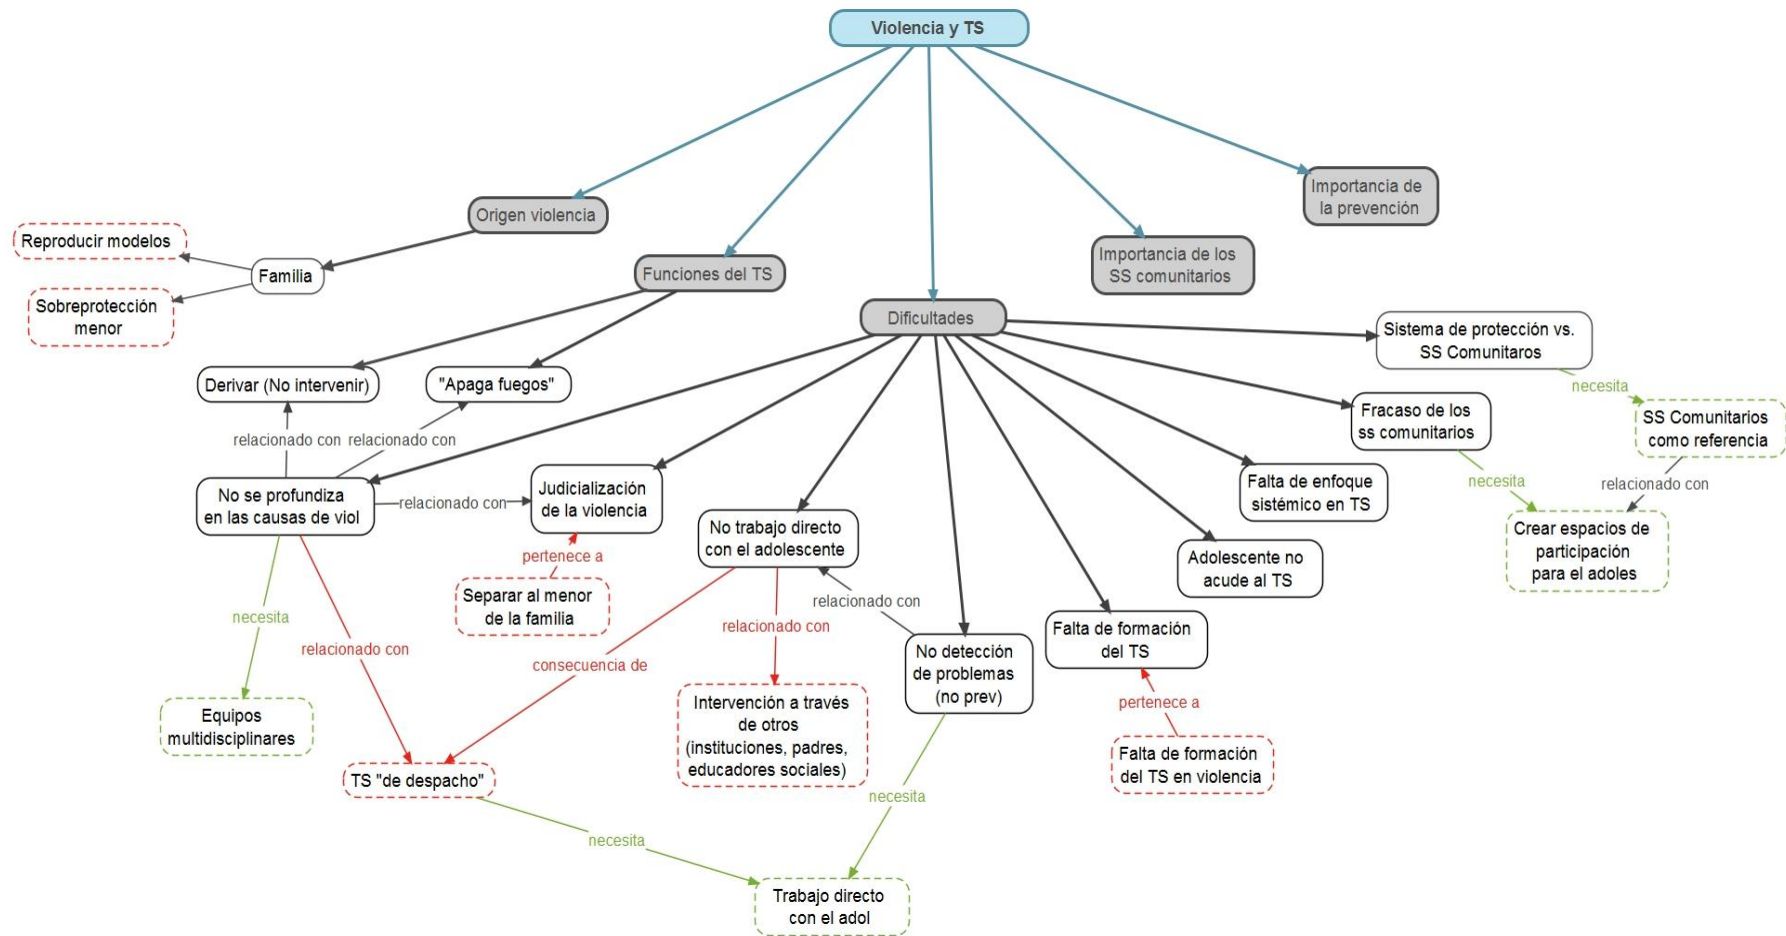 Violencia y TS
Importancia de
la prevención
Origen violencia
Reproducir modelos
Familia
Sobreprotección
menor
Funciones del TS
Importancia de los
SS comunitarios
Dificultades
Sistema de protección vs.
SS Comunitaros
Derivar (No intervenir)
"Apaga fuegos"
necesita
Fracaso de los
ss comunitarios
SS Comunitarios
como referencia
relacionado con
relacionado con
No se profundiza
en las causas de viol
relacionado con
Judicialización
de la violencia
Falta de enfoque
sistémico en TS
necesita
relacionado con
No trabajo directo
con el adolescente
Crear espacios de
participación
para el adoles
pertenece a
Adolescente no
acude al TS
Separar al menor
de la familia
relacionado con
necesita
relacionado con
relacionado con
Falta de formación
del TS
consecuencia de
No detección
de problemas
(no prev)
Equipos
multidisciplinares
Intervención a través
de otros
(instituciones, padres,
educadores sociales)
pertenece a
Falta de formación
del TS en violencia
TS "de despacho"
necesita
necesita
Trabajo directo
con el adol